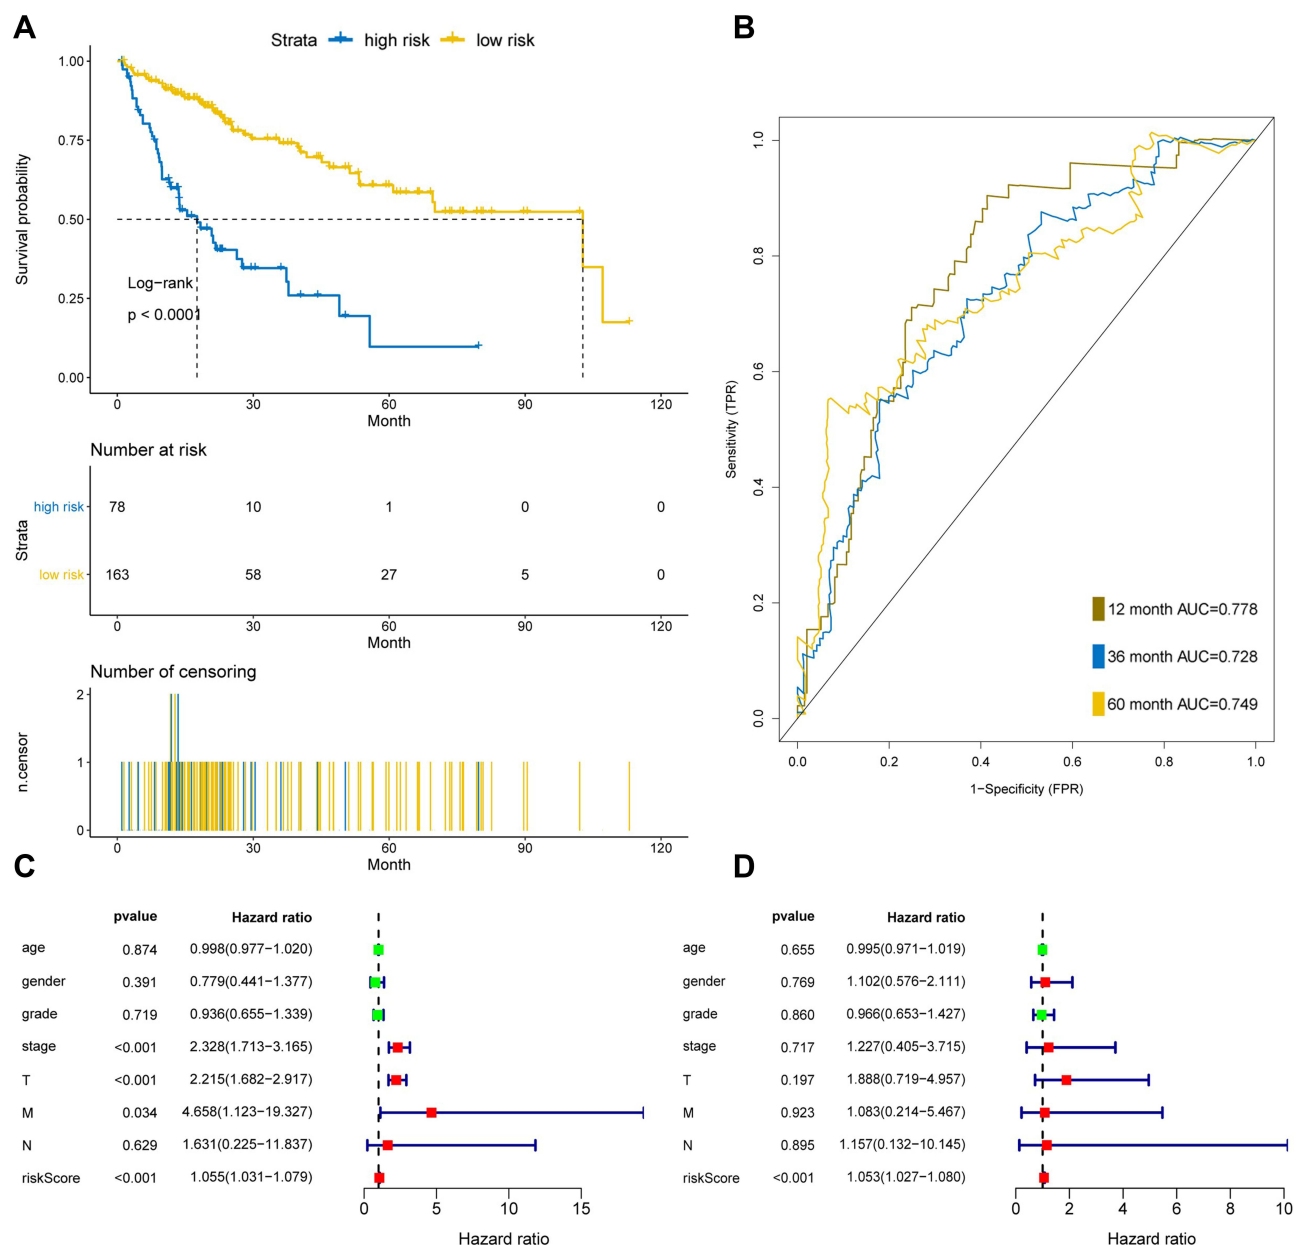 A
Strata high risk low risk
Survival probability
1.00
0.75
0.50
0.25
0.00
Log−rank
p < 0.0001
0 30 60 90 120
Month
Number at risk
Strata
high risk 78 10 1 0 0
low risk 163 58 27 5 0
0 30 60 90 120
Month
Number of censoring
n.censor
2
1
0
0 30 60 90 120
Month
B
Sensitivity (TPR)
1.0
0.8
0.6
0.4
0.2
0.0
12 month AUC=0.778
36 month AUC=0.728
60 month AUC=0.749
0.0 0.2 0.4 0.6 0.8 1.0
1−Specificity (FPR)
C
pvalue Hazard ratio
age 0.874 0.998(0.977−1.020)
gender 0.391 0.779(0.441−1.377)
grade 0.719 0.936(0.655−1.339)
stage <0.001 2.328(1.713−3.165)
T <0.001 2.215(1.682−2.917)
M 0.034 4.658(1.123−19.327)
N 0.629 1.631(0.225−11.837)
riskScore <0.001 1.055(1.031−1.079)
0 5 10 15
Hazard ratio
D
pvalue Hazard ratio
age 0.655 0.995(0.971−1.019)
gender 0.769 1.102(0.576−2.111)
grade 0.860 0.966(0.653−1.427)
stage 0.717 1.227(0.405−3.715)
T 0.197 1.888(0.719−4.957)
M 0.923 1.083(0.214−5.467)
N 0.895 1.157(0.132−10.145)
riskScore <0.001 1.053(1.027−1.080)
0 2 4 6 8 10
Hazard ratio